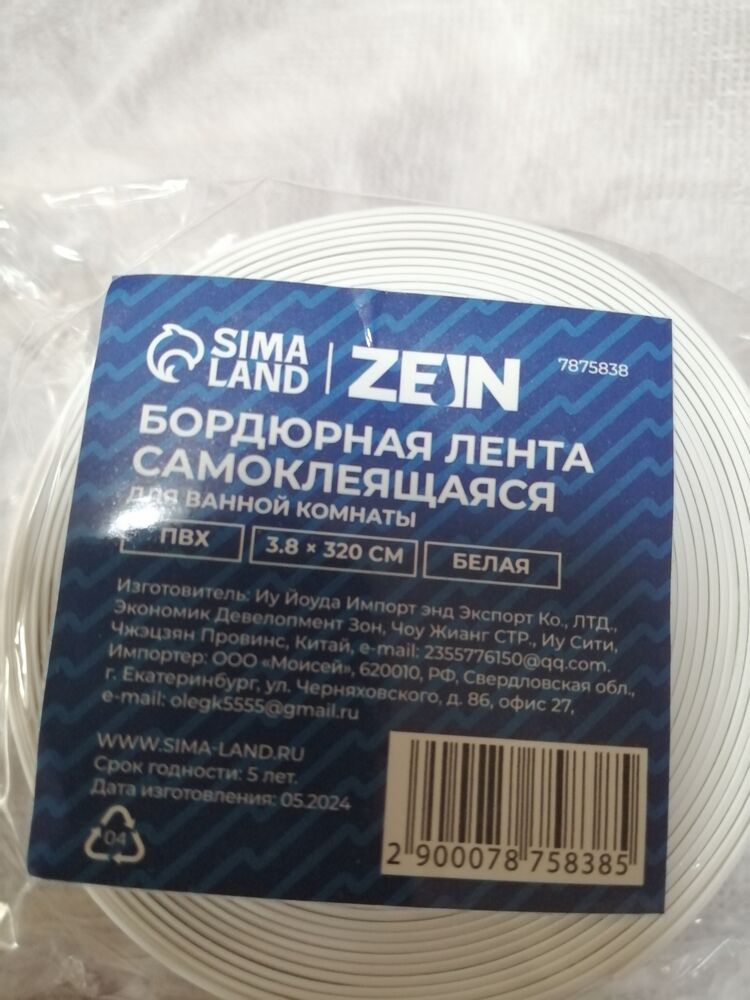 SIMA
LAND
ZEIN
7875838
БОРДЮРНАЯ ЛЕНТА
САМОКЛЕЯЩАЯСЯ
ДЛЯ ВАННОЙ КОМНАТЫ
ПВХ
3.8 × 320 СМ
БЕЛАЯ
Изготовитель: Иу Йоуда Импорт энд Экспорт Ко., ЛТД.,
Экономик Девелопмент Зон, Чоу Жианг СТР., Иу Сити,
Чжэцзян Провинс, Китай, e-mail: 2355776150@qq.com.
Импортер: ООО «Моисей», 620010, РФ, Свердловская обл.,
г. Екатеринбург, ул. Черняховского, д. 86, офис 27,
e-mail: olegk5555@gmail.ru
WWW.SIMA-LAND.RU
Срок годности: 5 лет.
Дата изготовления: 05.2024
04
2 900078 758385